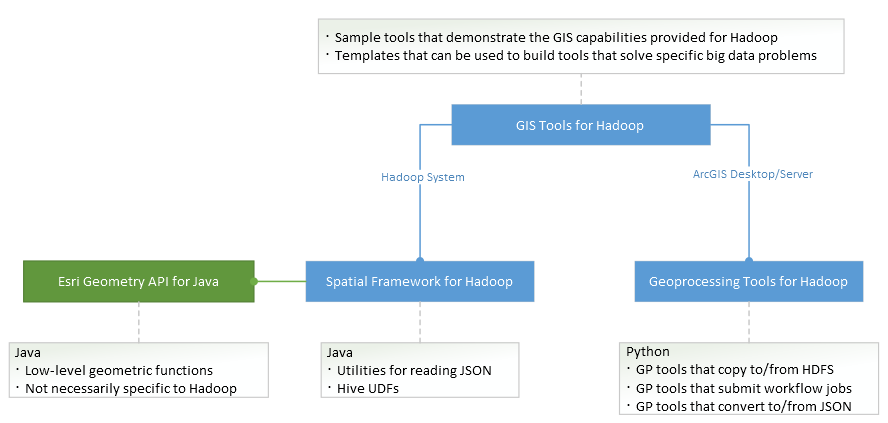 · Sample tools that demonstrate the GIS capabilities provided for Hadoop
· Templates that can be used to build tools that solve specific big data problems
GIS Tools for Hadoop
Hadoop System
ArcGIS Desktop/Server
Esri Geometry API for Java
Spatial Framework for Hadoop
Geoprocessing Tools for Hadoop
Java
· Low-level geometric functions
· Not necessarily specific to Hadoop
Java
· Utilities for reading JSON
· Hive UDFs
Python
· GP tools that copy to/from HDFS
· GP tools that submit workflow jobs
· GP tools that convert to/from JSON